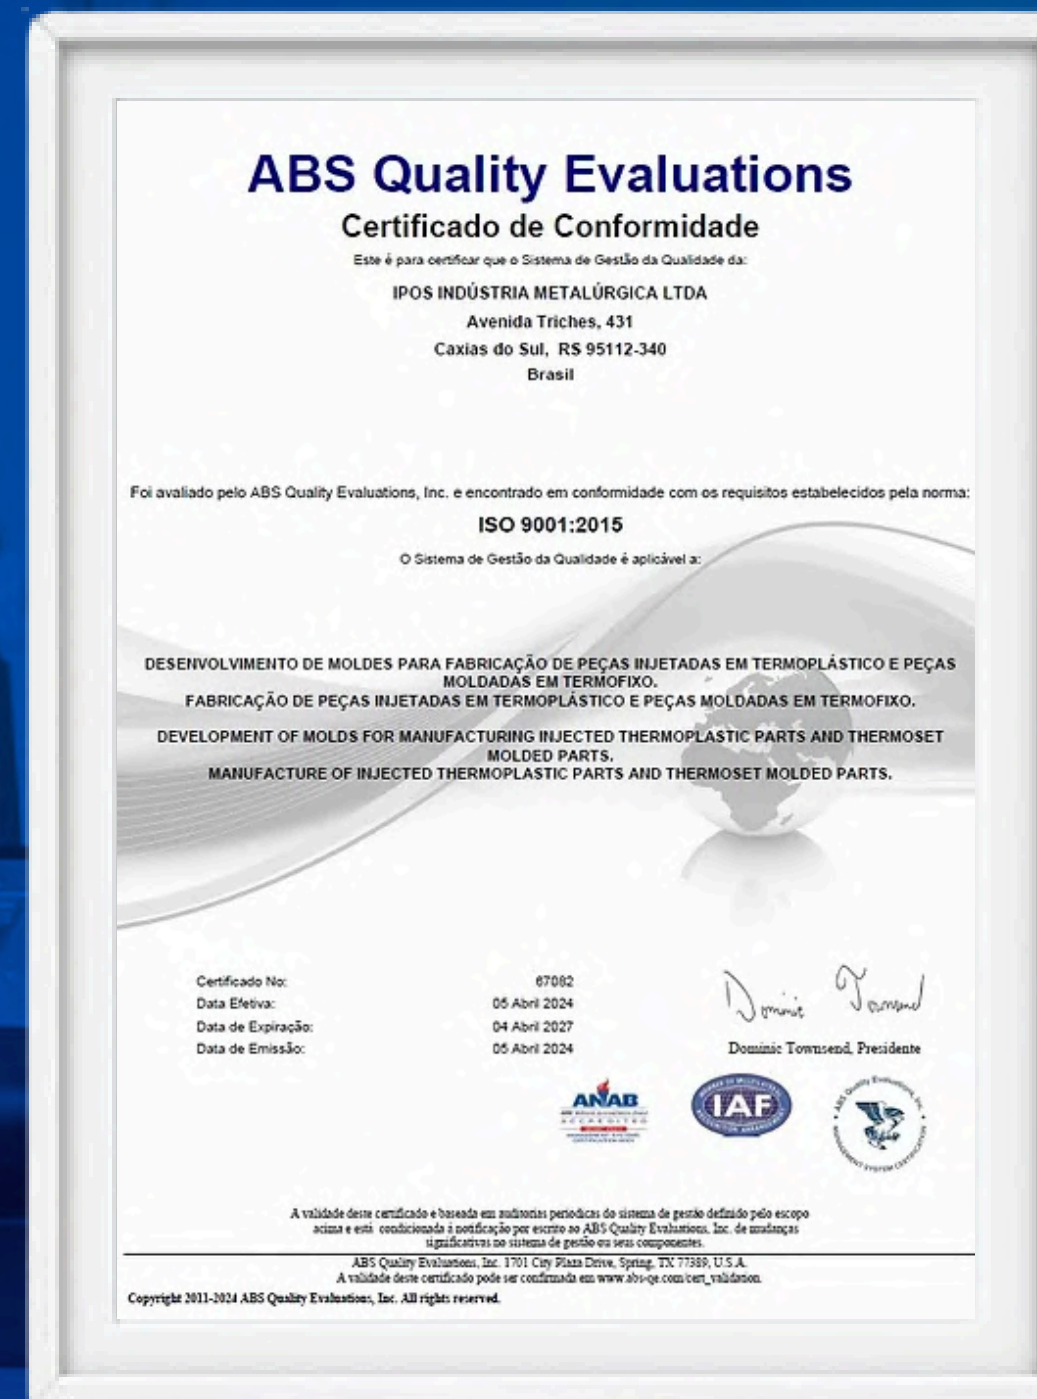 ABS Quality Evaluations
Certificado de Conformidade
Este é para certificar que o Sistema de Gestão da Qualidade da:
IPOS INDÚSTRIA METALÚRGICA LTDA
Avenida Triches, 431
Caxias do Sul, RS 95112-340
Brasil
Foi avaliado pelo ABS Quality Evaluations, Inc. e encontrado em conformidade com os requisitos estabelecidos pela norma:
ISO 9001:2015
O Sistema de Gestão da Qualidade é aplicável a:
DESENVOLVIMENTO DE MOLDES PARA FABRICAÇÃO DE PEÇAS INJETADAS EM TERMOPLÁSTICO E PEÇAS
MOLDADAS EM TERMOFIXO.
FABRICAÇÃO DE PEÇAS INJETADAS EM TERMOPLÁSTICO E PEÇAS MOLDADAS EM TERMOFIXO.
DEVELOPMENT OF MOLDS FOR MANUFACTURING INJECTED THERMOPLASTIC PARTS AND THERMOSET
MOLDED PARTS.
MANUFACTURE OF INJECTED THERMOPLASTIC PARTS AND THERMOSET MOLDED PARTS.
Certificado No: 67082
Data Efetiva: 05 Abril 2024
Data de Expiração: 04 Abril 2027
Data de Emissão: 05 Abril 2024
Dominic Townsend
Dominic Townsend, Presidente
ANAB
ACCREDITED
IAF
ABS Quality Evaluations, Inc.
MANAGEMENT SYSTEM CERTIFICATION
A validade deste certificado e baseada em auditorias periodicas do sistema de gestão definido pelo escopo
acima e está condicionada à notificação por escrito ao ABS Quality Evaluations, Inc. de mudanças
significativas no sistema de gestão ou seus componentes.
ABS Quality Evaluations, Inc. 1701 City Plaza Drive, Spring, TX 77389, U.S.A.
A validade deste certificado pode ser confirmada em www.abs-qe.com/cert_validation.
Copyright 2011-2024 ABS Quality Evaluations, Inc. All rights reserved.